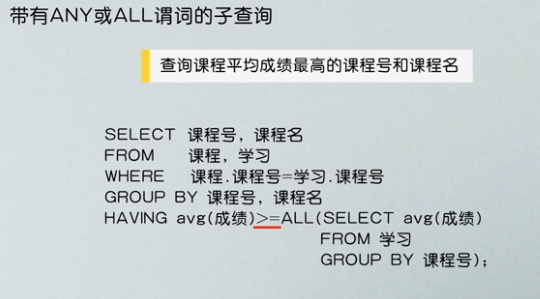 带有ANY或ALL谓词的子查询
查询课程平均成绩最高的课程号和课程名
SELECT 课程号，课程名
FROM 课程，学习
WHERE 课程.课程号=学习.课程号
GROUP BY 课程号，课程名
HAVING avg(成绩)>=ALL(SELECT avg(成绩)
FROM 学习
GROUP BY 课程号);